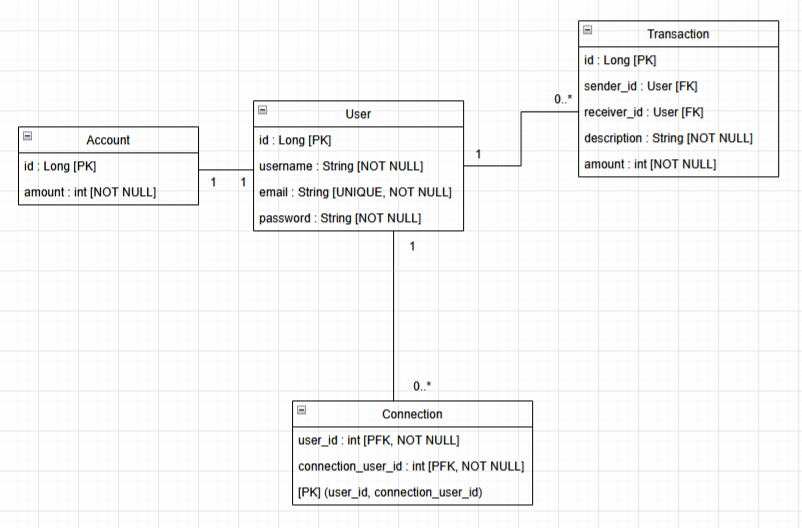 Transaction
id : Long [PK]
sender_id : User [FK]
receiver_id : User [FK]
description : String [NOT NULL]
amount : int [NOT NULL]
0..*
1
User
id : Long [PK]
username : String [NOT NULL]
email : String [UNIQUE, NOT NULL]
password : String [NOT NULL]
Account
id : Long [PK]
amount : int [NOT NULL]
1
1
1
0..*
Connection
user_id : int [PFK, NOT NULL]
connection_user_id : int [PFK, NOT NULL]
[PK] (user_id, connection_user_id)